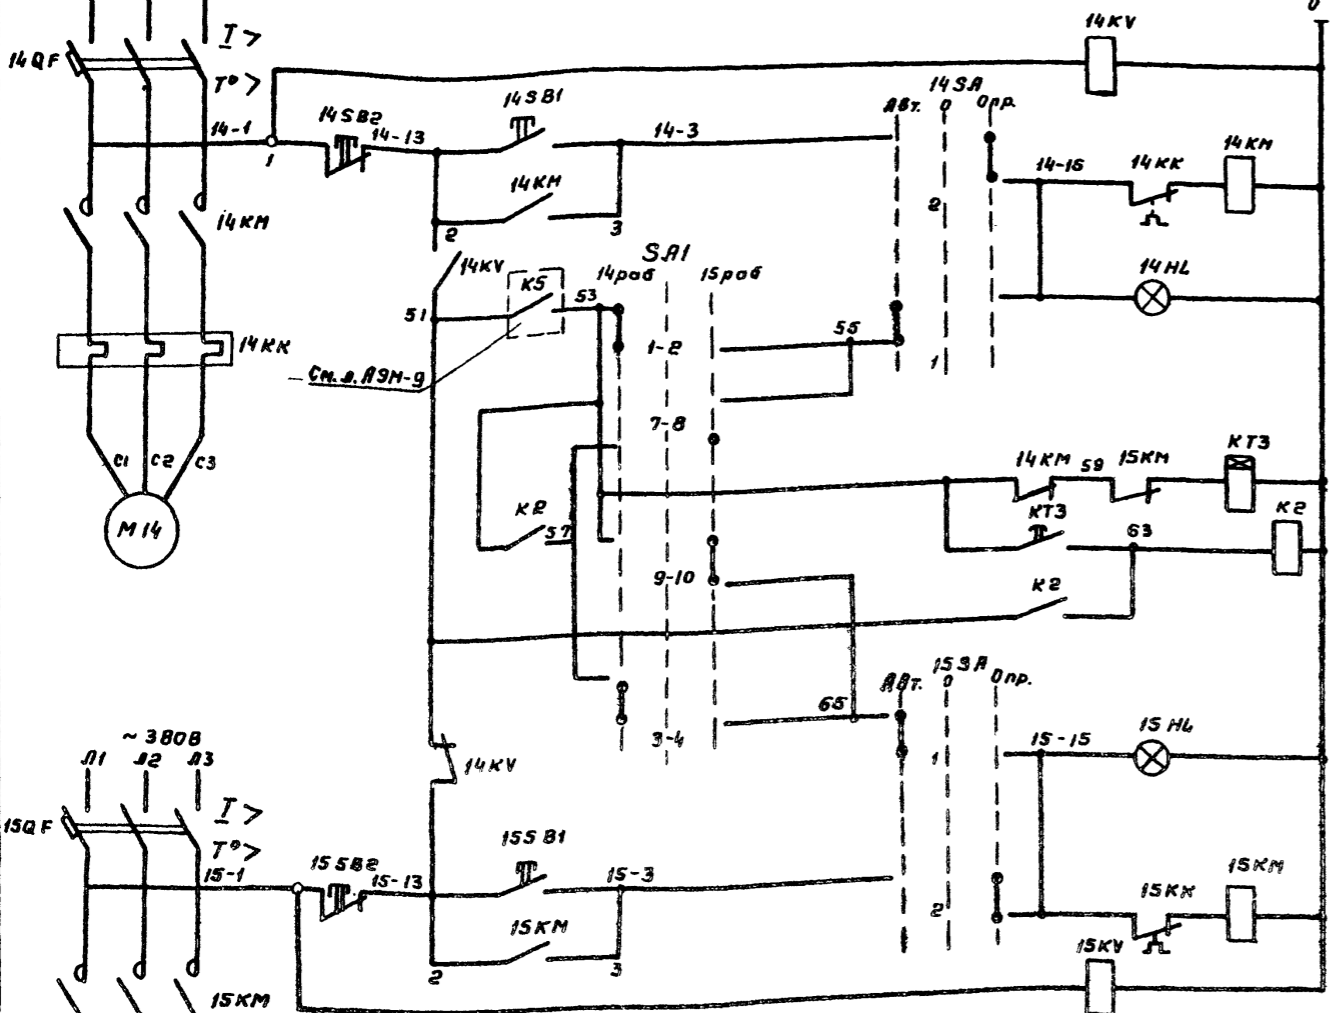 0
14KV
I >
14QF
T° >
14SA
Авт. 0 Опр.
14SB1
14SB2
14-1
1
14-13
14-3
14KM
14KK
14-15
14KM
2
14KM
2
3
14KV
SA1
14раб
15раб
14HL
K5
53
51
55
1-2
1
14KK
См. л. АЭМ-9
7-8
KT3
C1
C2
C3
14KM
59
15KM
K2
KT3
K2
57
M14
63
9-10
K2
15SA
Авт. 0 Опр.
65
3-4
15-15
15HL
1
~380В
Л1
Л2
Л3
14KV
I >
15QF
T° >
15SB1
15SB2
15-1
15-13
15-3
15KK
15KM
2
15KM
2
3
15KV
15KM